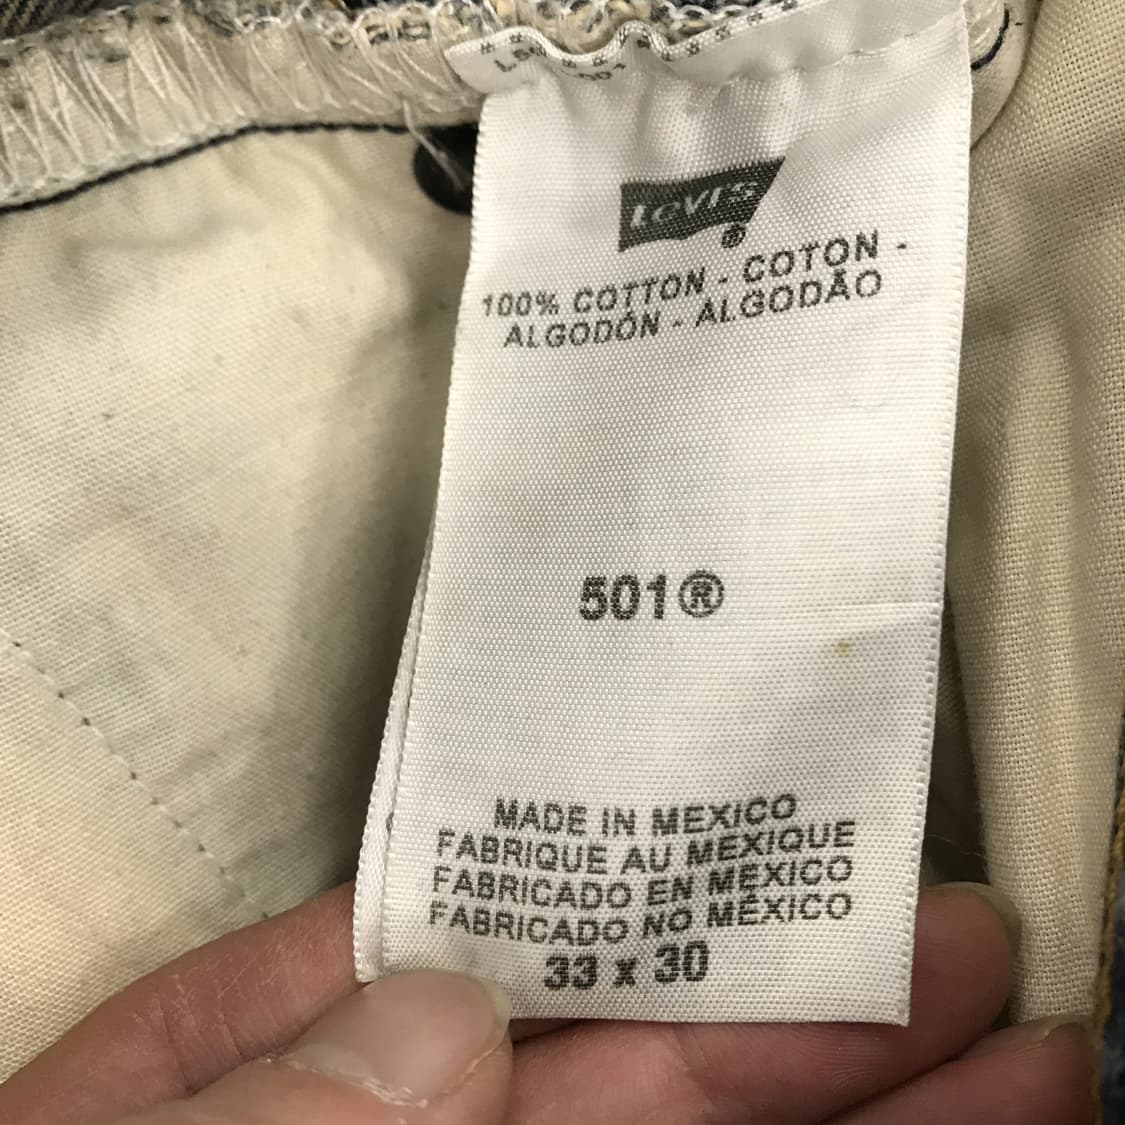 LEVI'S
®
100% COTTON - COTON -
ALGODÓN - ALGODÃO
501®
MADE IN MEXICO
FABRIQUE AU MEXIQUE
FABRICADO EN MEXICO
FABRICADO NO MÉXICO
33 x 30